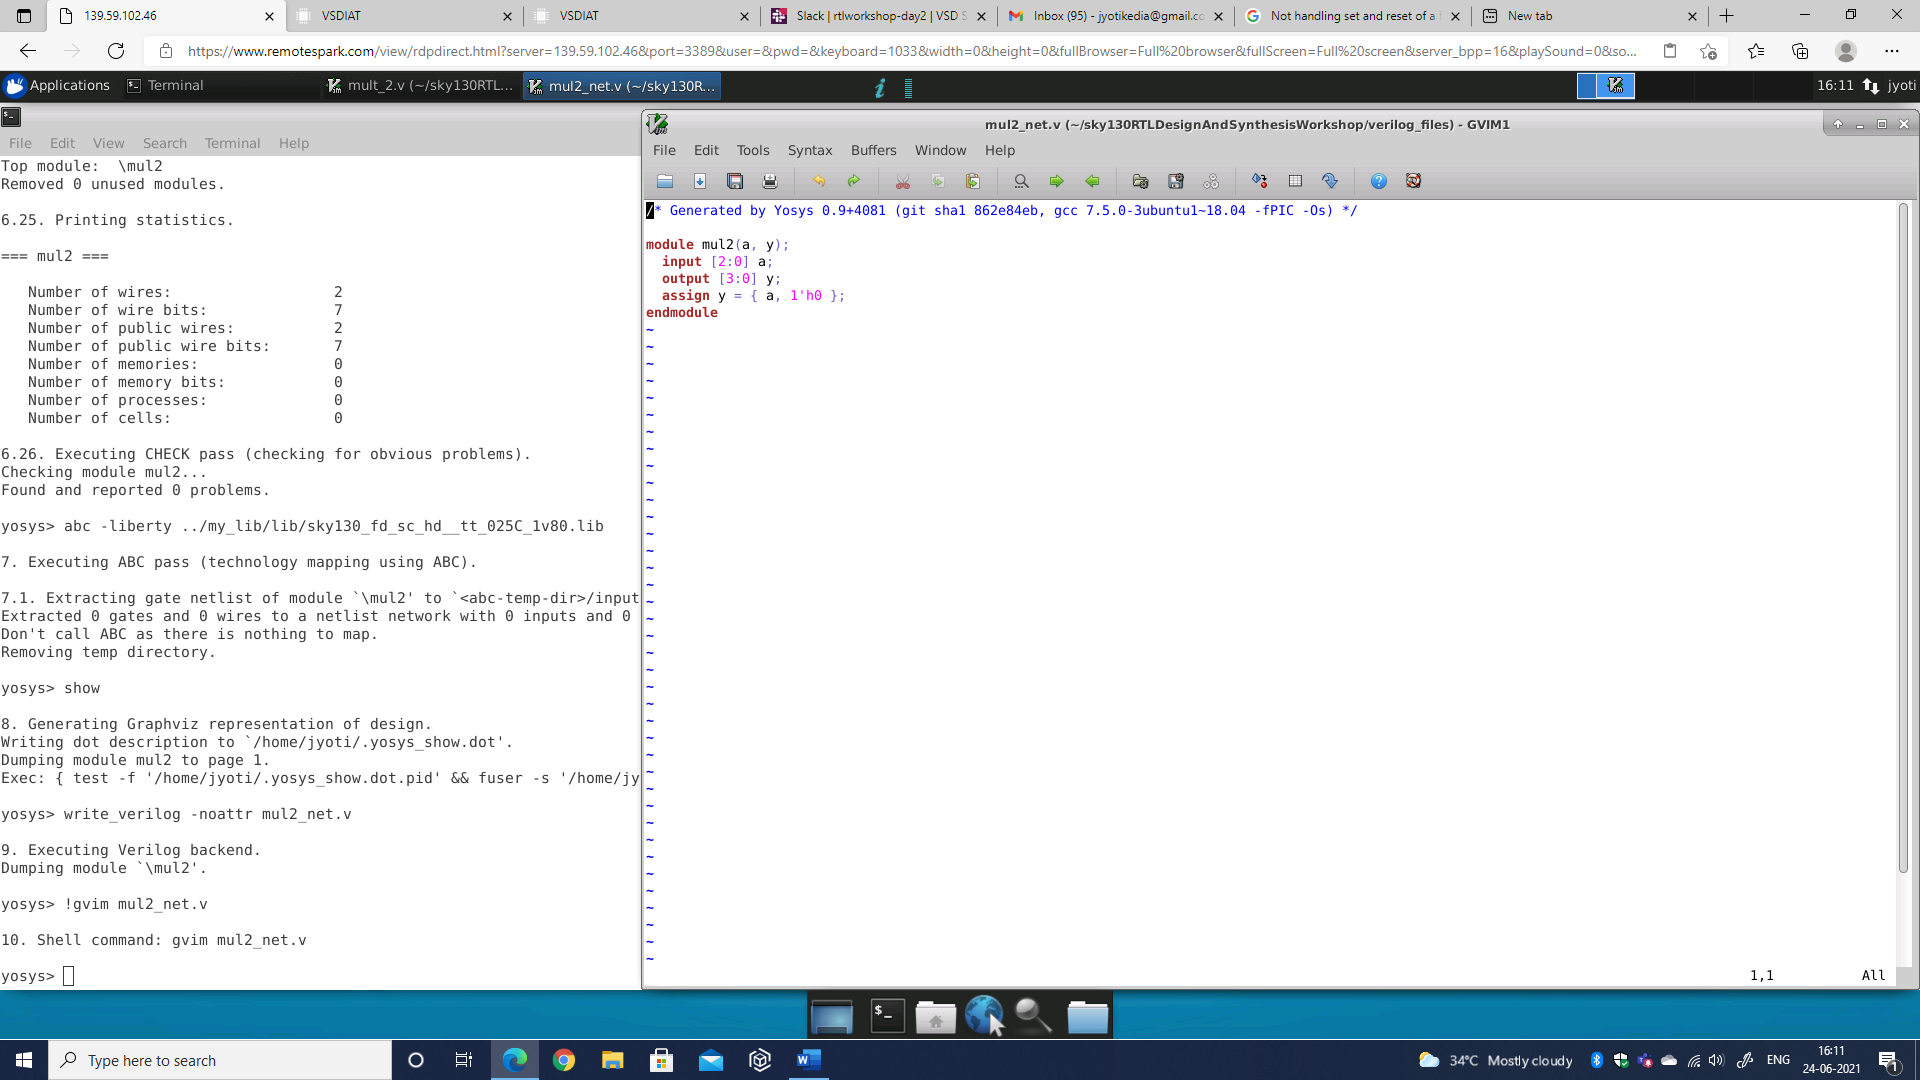 139.59.102.46
VSDIAT
VSDIAT
Slack | rtlworkshop-day2 | VSD S
Inbox (95) - jyotikedia@gmail.co
Not handling set and reset of a f
New tab
https://www.remotespark.com/view/rdpdirect.html?server=139.59.102.46&port=3389&user=&pwd=&keyboard=1033&width=0&height=0&fullBrowser=Full%20browser&fullScreen=Full%20screen&server_bpp=16&playSound=0&so...
Applications
Terminal
mult_2.v (~/sky130RTL...
mul2_net.v (~/sky130R...
16:11
jyoti
File Edit View Search Terminal Help
Top module:  \mul2
Removed 0 unused modules.
6.25. Printing statistics.
=== mul2 ===
Number of wires: 2
Number of wire bits: 7
Number of public wires: 2
Number of public wire bits: 7
Number of memories: 0
Number of memory bits: 0
Number of processes: 0
Number of cells: 0
6.26. Executing CHECK pass (checking for obvious problems).
Checking module mul2...
Found and reported 0 problems.
yosys> abc -liberty ../my_lib/lib/sky130_fd_sc_hd__tt_025C_1v80.lib
7. Executing ABC pass (technology mapping using ABC).
7.1. Extracting gate netlist of module `\mul2' to `<abc-temp-dir>/input
Extracted 0 gates and 0 wires to a netlist network with 0 inputs and 0
Don't call ABC as there is nothing to map.
Removing temp directory.
yosys> show
8. Generating Graphviz representation of design.
Writing dot description to `/home/jyoti/.yosys_show.dot'.
Dumping module mul2 to page 1.
Exec: { test -f '/home/jyoti/.yosys_show.dot.pid' && fuser -s '/home/jy
yosys> write_verilog -noattr mul2_net.v
9. Executing Verilog backend.
Dumping module `\mul2'.
yosys> !gvim mul2_net.v
10. Shell command: gvim mul2_net.v
yosys>
mul2_net.v (~/sky130RTLDesignAndSynthesisWorkshop/verilog_files) - GVIM1
File Edit Tools Syntax Buffers Window Help
/* Generated by Yosys 0.9+4081 (git sha1 862e84eb, gcc 7.5.0-3ubuntu1~18.04 -fPIC -Os) */
module mul2(a, y);
input [2:0] a;
output [3:0] y;
assign y = { a, 1'h0 };
endmodule
1,1
All
Type here to search
34°C Mostly cloudy
ENG
16:11
24-06-2021
1